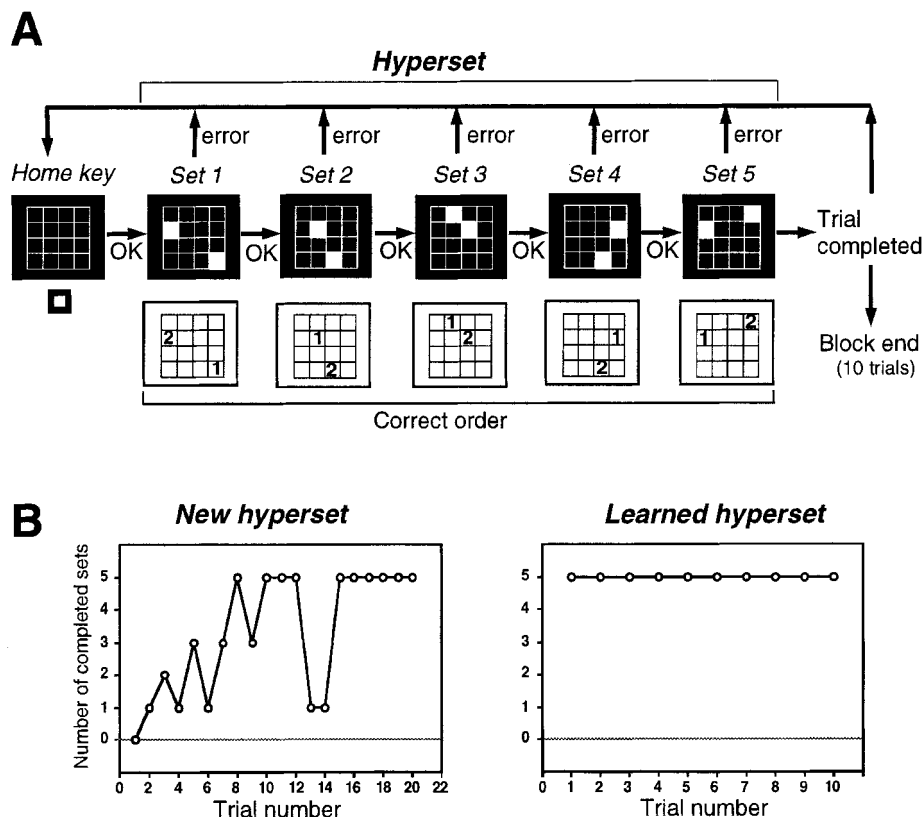 A
Hyperset
error error error error error
Home key Set 1 Set 2 Set 3 Set 4 Set 5
OK OK OK OK OK
Trial
completed
2 1
1 2
1 2
1 2
2 1
Block end
(10 trials)
Correct order
B
New hyperset
Number of completed sets
5
4
3
2
1
0
0 2 4 6 8 10 12 14 16 18 20 22
Trial number
Learned hyperset
5
4
3
2
1
0
0 1 2 3 4 5 6 7 8 9 10
Trial number